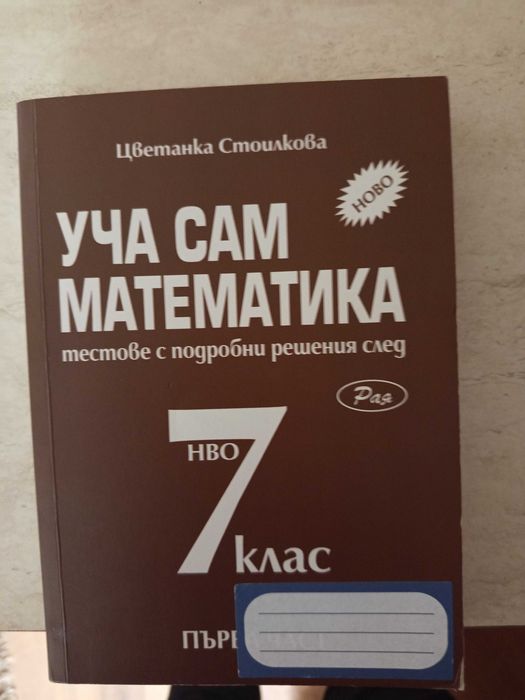 Цветанка Стоилкова
НОВО
УЧА САМ
МАТЕМАТИКА
тестове с подробни решения след
Рая
НВО
7
клас